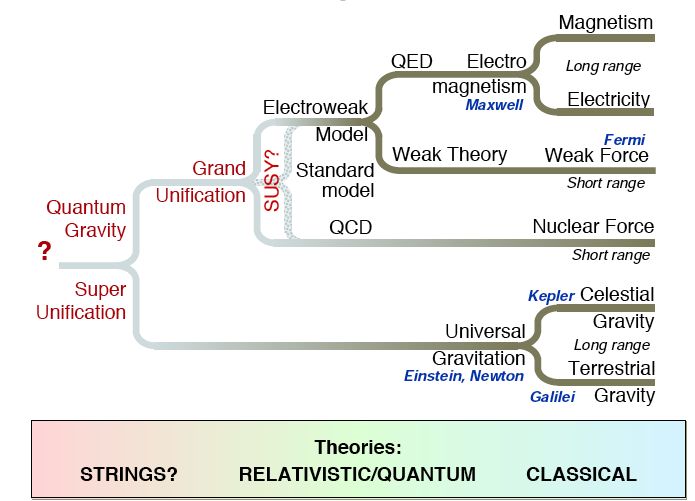 Magnetism
QED
Electro
magnetism
Maxwell
Long range
Electricity
Electroweak
Model
Fermi
Weak Theory
Weak Force
Short range
Grand
Unification
SUSY?
Standard
model
QCD
Nuclear Force
Short range
Quantum
Gravity
?
Super
Unification
Kepler Celestial
Gravity
Universal
Gravitation
Einstein, Newton
Long range
Terrestrial
Galilei Gravity
Theories:
STRINGS? RELATIVISTIC/QUANTUM CLASSICAL